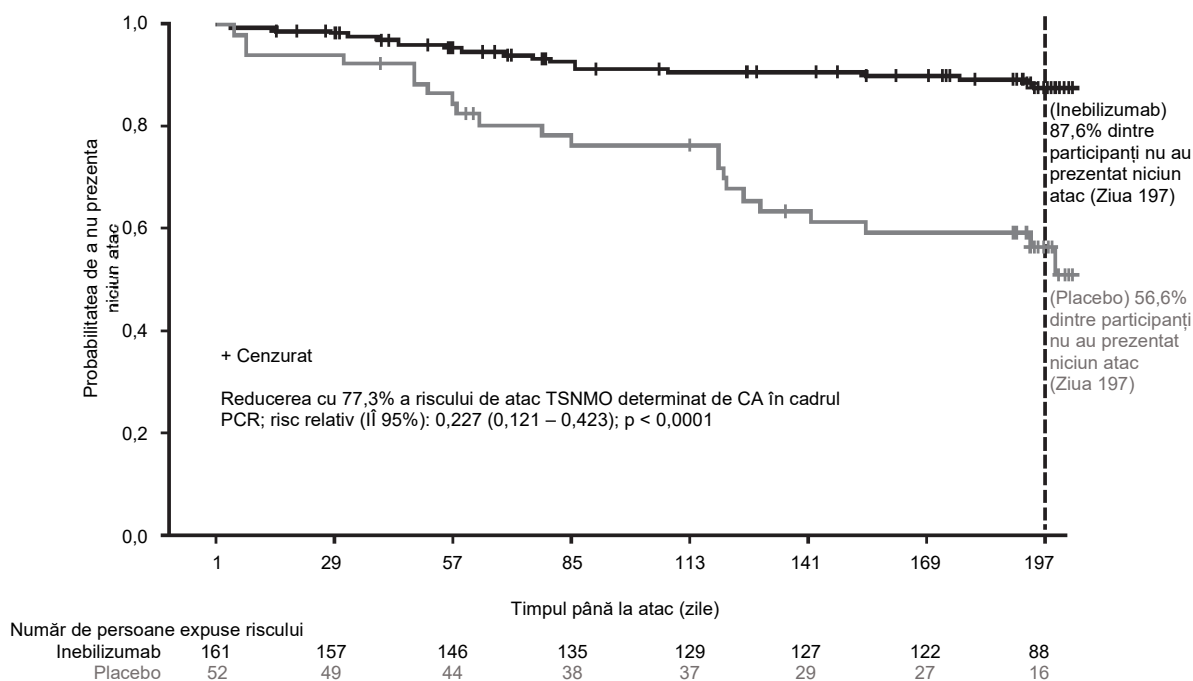 Probabilitatea de a nu prezenta
niciun atac
1,0
0,8
0,6
0,4
0,2
0,0
(Inebilizumab)
87,6% dintre
participanți nu au
prezentat niciun
atac (Ziua 197)
(Placebo) 56,6%
dintre participanți
nu au prezentat
niciun atac
(Ziua 197)
+ Cenzurat
Reducerea cu 77,3% a riscului de atac TSNMO determinat de CA în cadrul
PCR; risc relativ (IÎ 95%): 0,227 (0,121 – 0,423); p < 0,0001
1 29 57 85 113 141 169 197
Timpul până la atac (zile)
Număr de persoane expuse riscului
Inebilizumab 161 157 146 135 129 127 122 88
Placebo 52 49 44 38 37 29 27 16